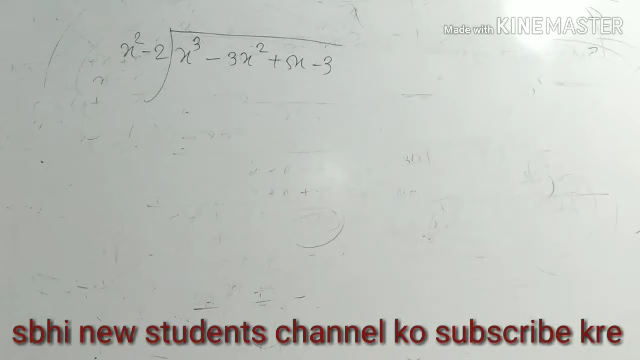 Made with KINEMASTER
x² - 2 ) x³ - 3x² + 5x - 3
sbhi new students channel ko subscribe kre